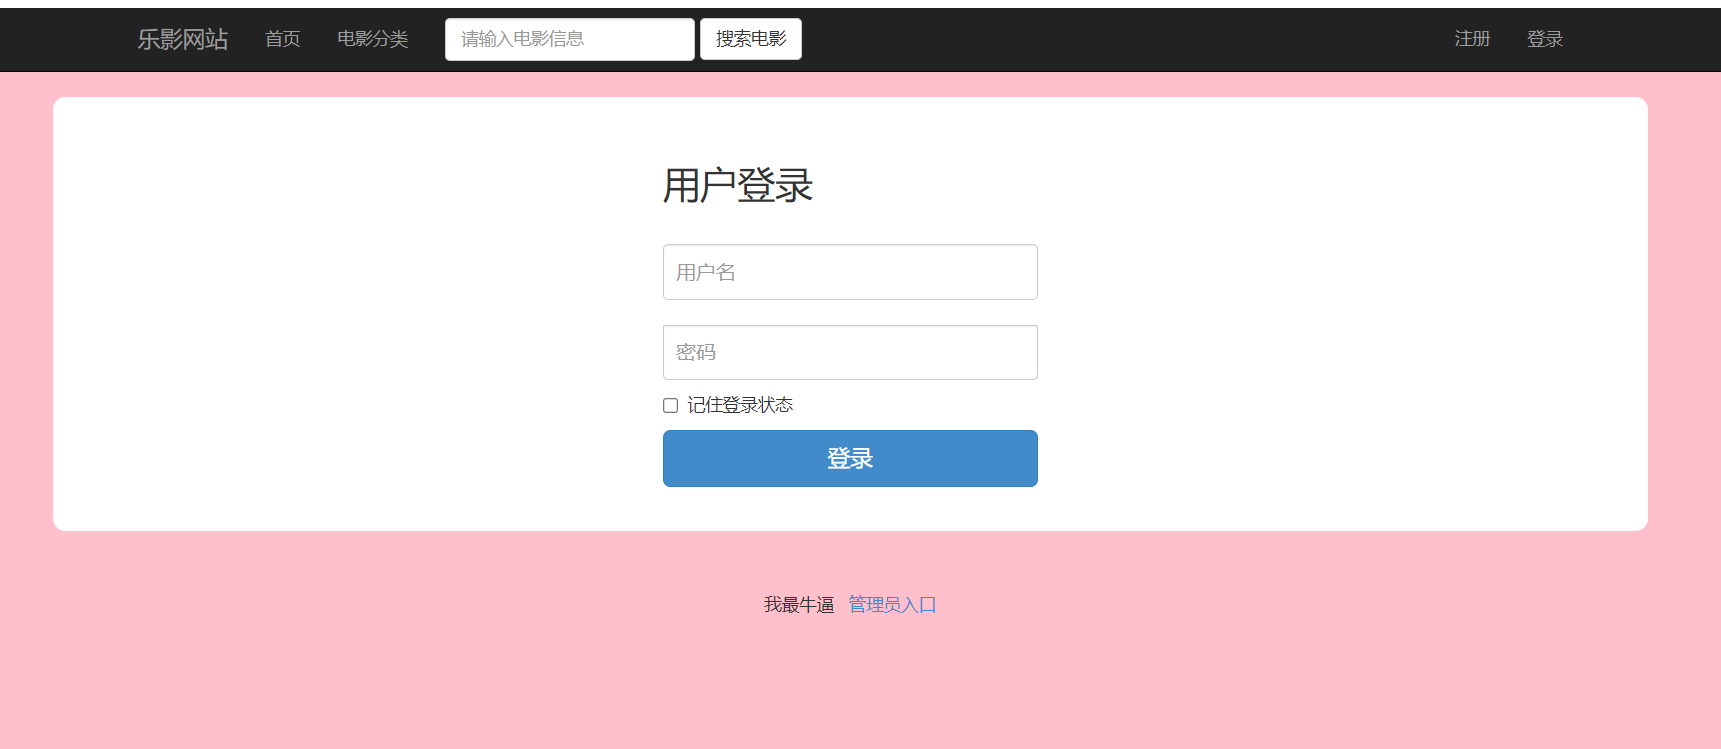 乐影网站 首页 电影分类 请输入电影信息 搜索电影 注册 登录
用户登录
用户名
密码
记住登录状态
登录
我最牛逼 管理员入口